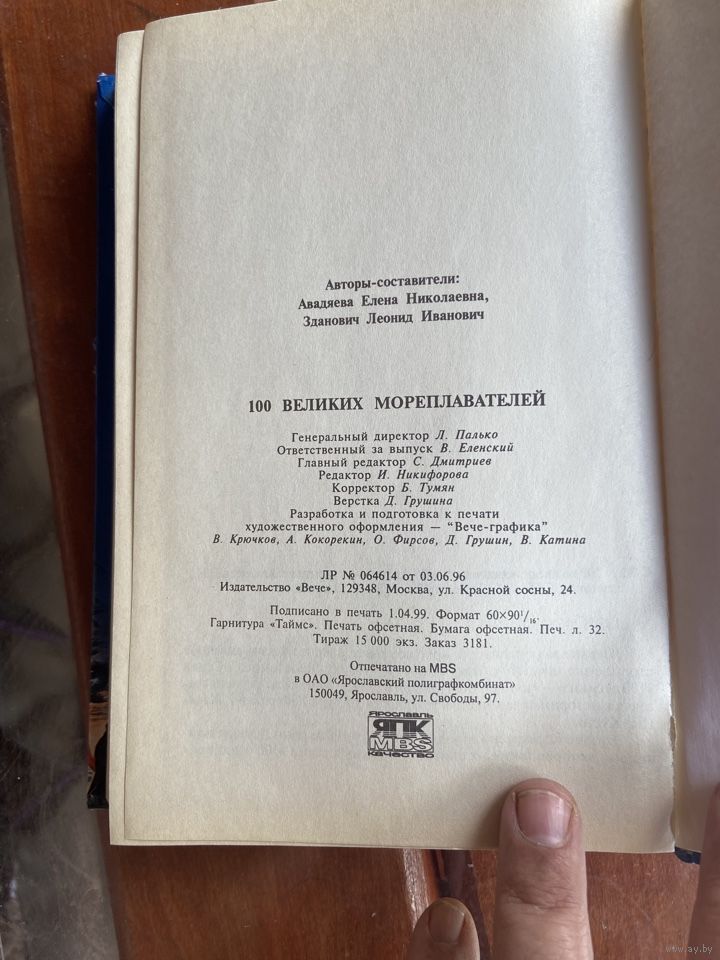 Авторы-составители:
Авадяева Елена Николаевна,
Зданович Леонид Иванович
100 ВЕЛИКИХ МОРЕПЛАВАТЕЛЕЙ
Генеральный директор Л. Палько
Ответственный за выпуск В. Еленский
Главный редактор С. Дмитриев
Редактор И. Никифорова
Корректор Б. Тумян
Верстка Д. Грушина
Разработка и подготовка к печати
художественного оформления — "Вече-графика"
В. Крючков, А. Кокорекин, О. Фирсов, Д. Грушин, В. Катина
ЛР № 064614 от 03.06.96
Издательство «Вече», 129348, Москва, ул. Красной сосны, 24.
Подписано в печать 1.04.99. Формат 60×90¹/₁₆.
Гарнитура «Таймс». Печать офсетная. Бумага офсетная. Печ. л. 32.
Тираж 15 000 экз. Заказ 3181.
Отпечатано на MBS
в ОАО «Ярославский полиграфкомбинат»
150049, Ярославль, ул. Свободы, 97.
ЯРОСЛАВЛЬ
ЯПК
MBS
КАЧЕСТВО
www.ay.by